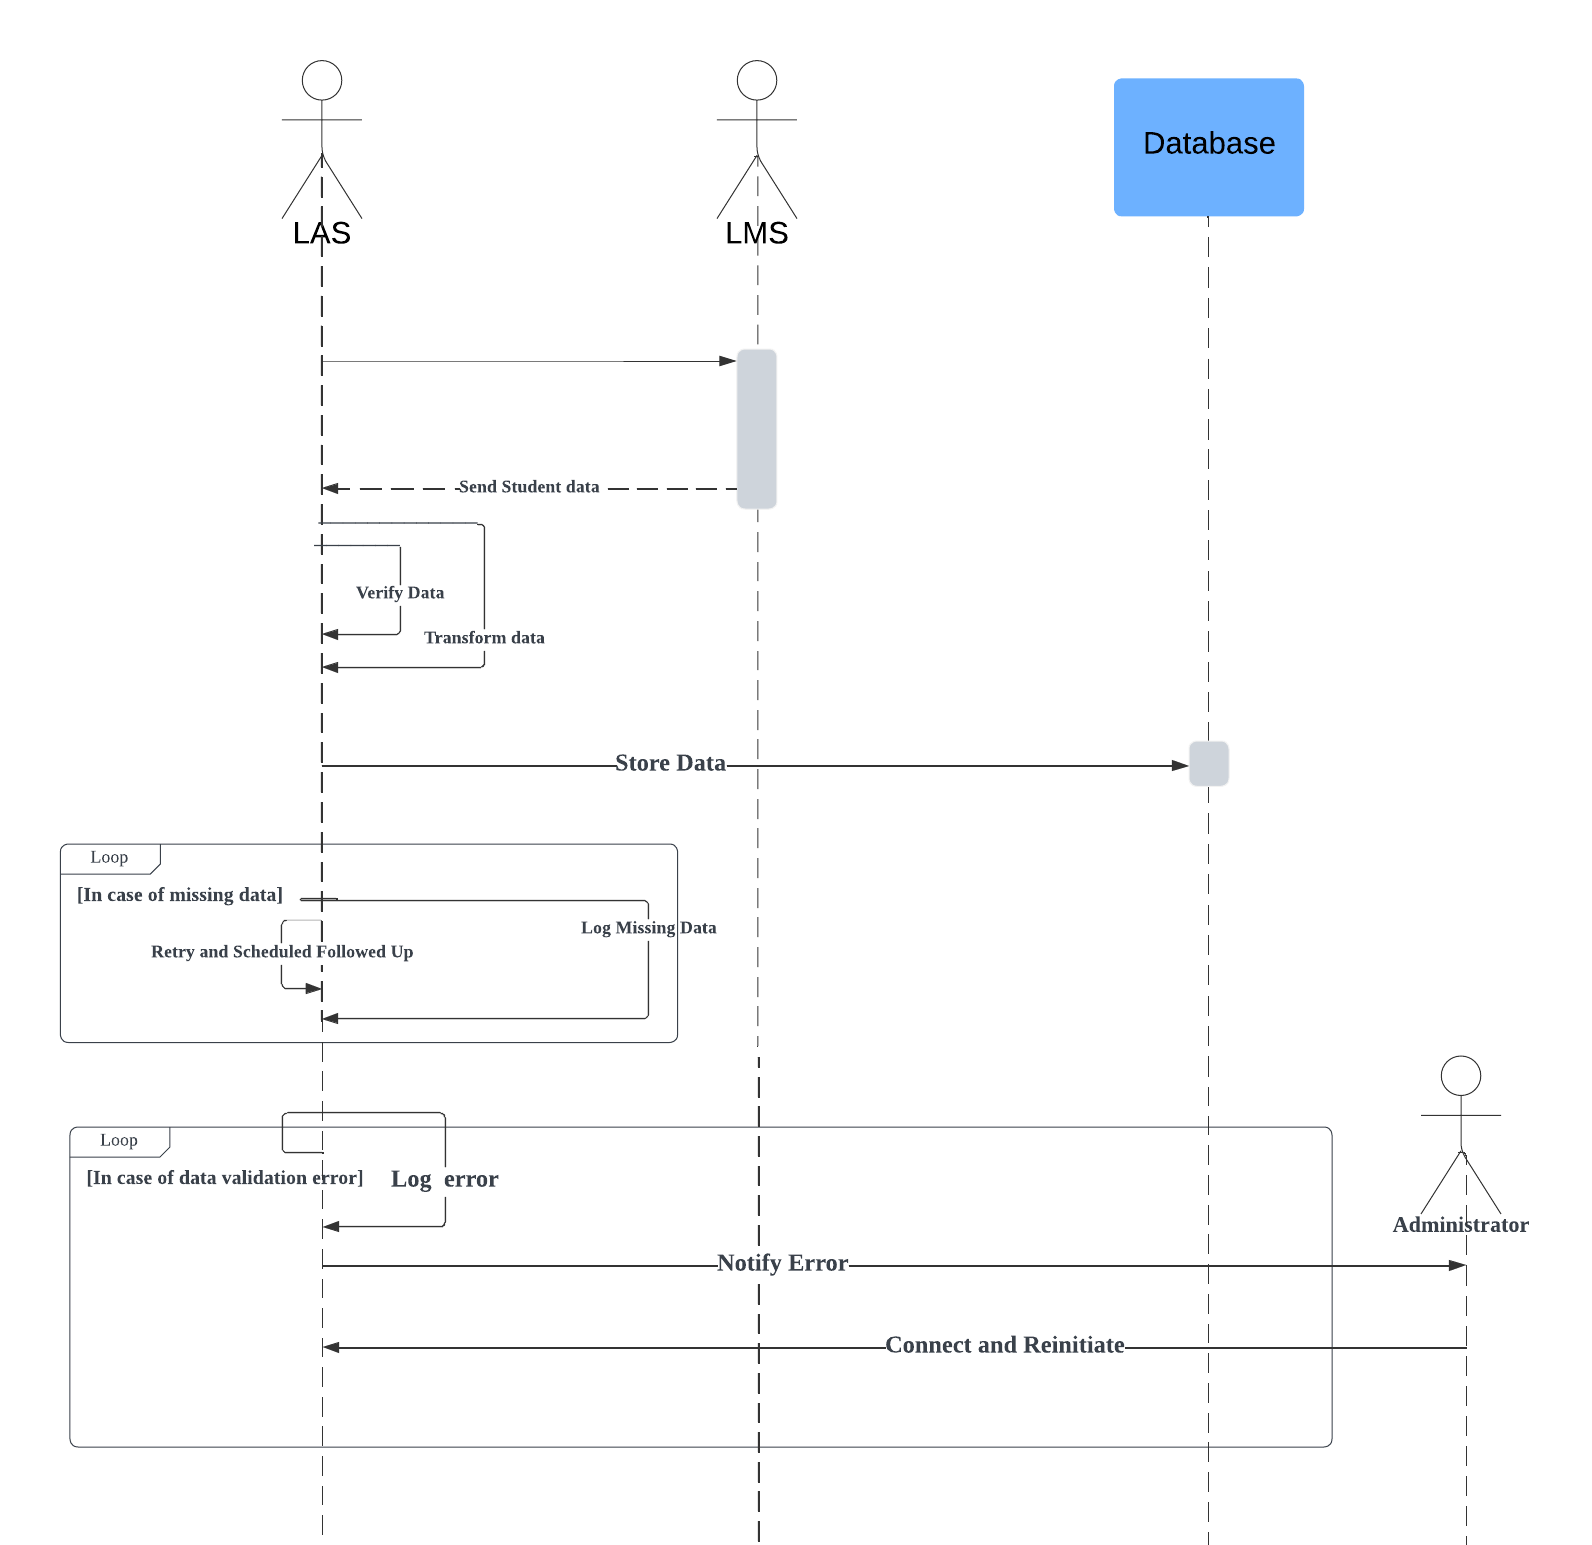 Database
LAS
LMS
Send Student data
Verify Data
Transform data
Store Data
Loop
[In case of missing data]
Log Missing Data
Retry and Scheduled Followed Up
Loop
[In case of data validation error]
Log error
Administrator
Notify Error
Connect and Reinitiate